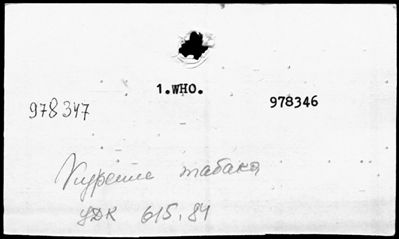 1.WHO.
978347 978346
Курение табака
УДК 615.84